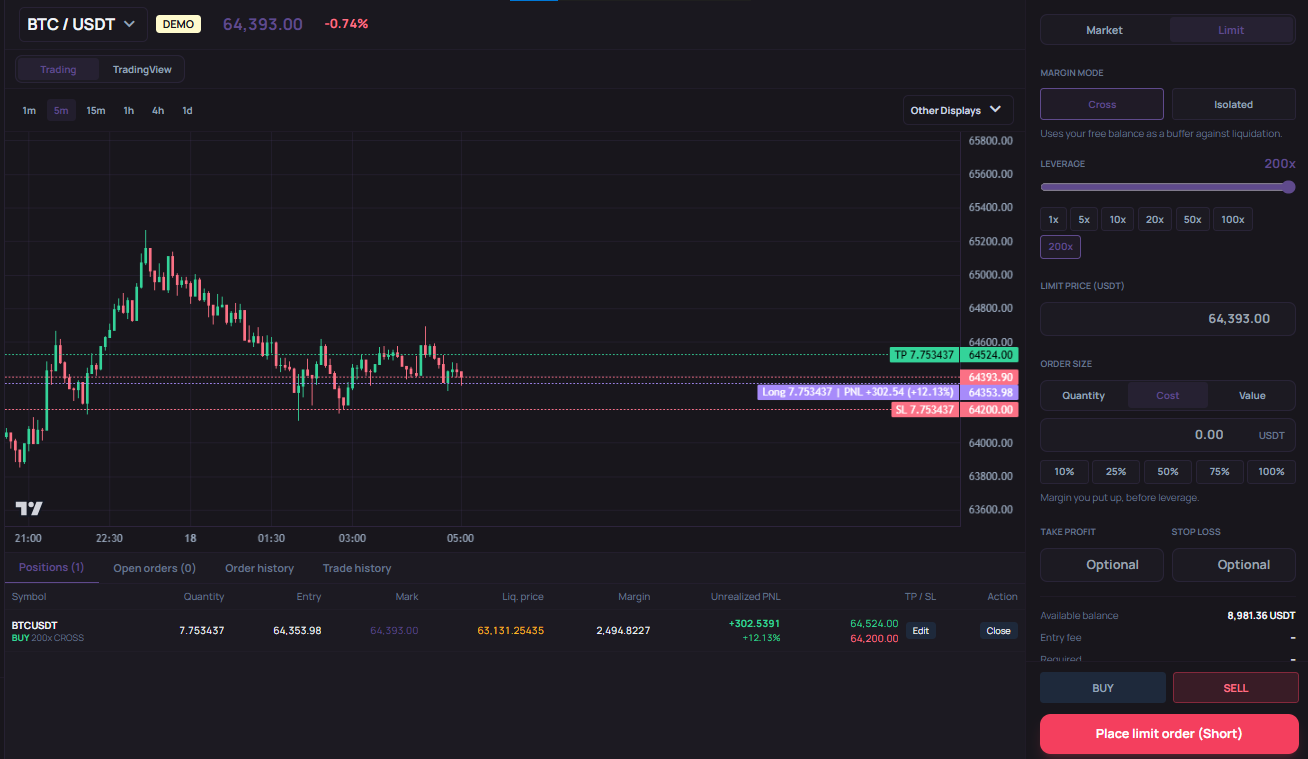 BTC / USDT DEMO 64,393.00 -0.74%
Trading TradingView
1m 5m 15m 1h 4h 1d Other Displays
65800.00
65600.00
65400.00
65200.00
65000.00
64800.00
64600.00
TP 7.753437 64524.00
64393.90
Long 7.753437 | PNL +302.54 (+12.13%) 64353.98
SL 7.753437 64200.00
64000.00
63800.00
63600.00
21:00 22:30 18 01:30 03:00 05:00
Positions (1) Open orders (0) Order history Trade history
Symbol Quantity Entry Mark Liq. price Margin Unrealized PNL TP / SL Action
BTCUSDT
BUY 200x CROSS
7.753437 64,353.98 64,393.00 63,131.25435 2,494.8227
+302.5391
+12.13%
64,524.00
64,200.00
Edit Close
Market Limit
MARGIN MODE
Cross Isolated
Uses your free balance as a buffer against liquidation.
LEVERAGE 200x
1x 5x 10x 20x 50x 100x
200x
LIMIT PRICE (USDT)
64,393.00
ORDER SIZE
Quantity Cost Value
0.00 USDT
10% 25% 50% 75% 100%
Margin you put up, before leverage.
TAKE PROFIT STOP LOSS
Optional Optional
Available balance 8,981.36 USDT
Entry fee –
Required –
BUY SELL
Place limit order (Short)